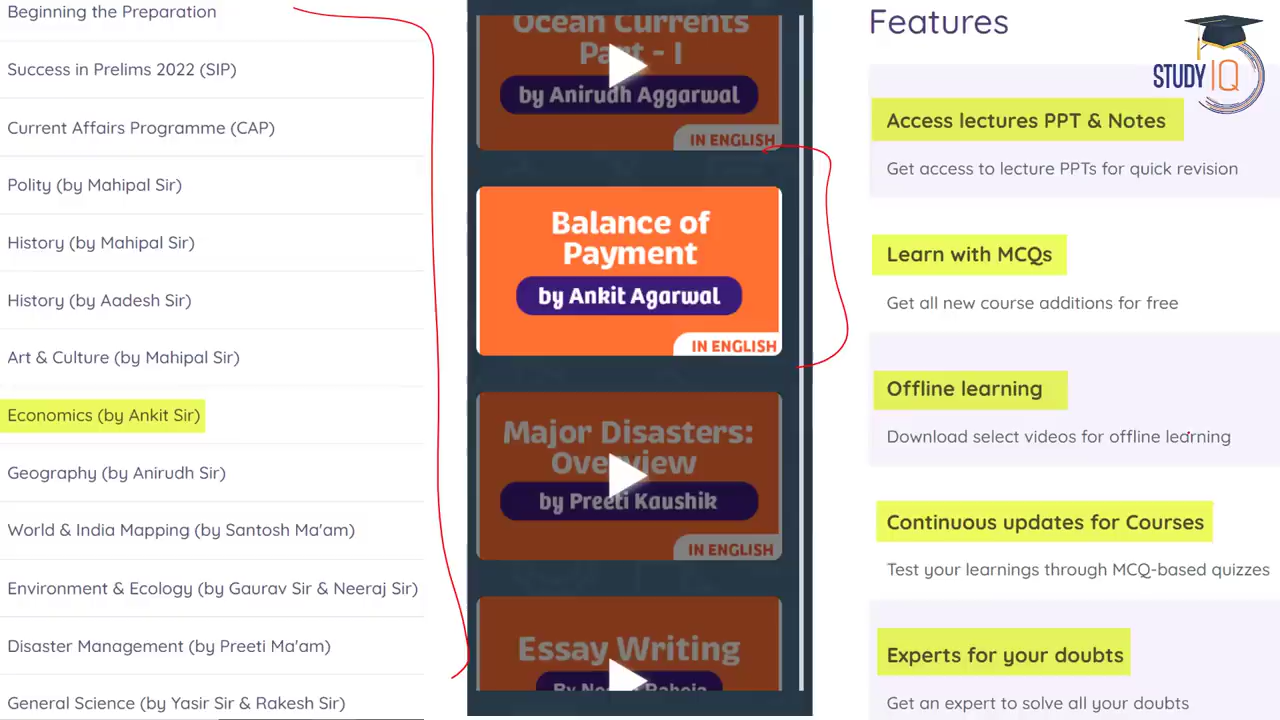 Beginning the Preparation
Success in Prelims 2022 (SIP)
Current Affairs Programme (CAP)
Polity (by Mahipal Sir)
History (by Mahipal Sir)
History (by Aadesh Sir)
Art & Culture (by Mahipal Sir)
Economics (by Ankit Sir)
Geography (by Anirudh Sir)
World & India Mapping (by Santosh Ma'am)
Environment & Ecology (by Gaurav Sir & Neeraj Sir)
Disaster Management (by Preeti Ma'am)
General Science (by Yasir Sir & Rakesh Sir)
Ocean Currents
Part - I
by Anirudh Aggarwal
IN ENGLISH
Balance of
Payment
by Ankit Agarwal
IN ENGLISH
Major Disasters:
Overview
by Preeti Kaushik
IN ENGLISH
Essay Writing
Features
STUDY IQ
Access lectures PPT & Notes
Get access to lecture PPTs for quick revision
Learn with MCQs
Get all new course additions for free
Offline learning
Download select videos for offline learning
Continuous updates for Courses
Test your learnings through MCQ-based quizzes
Experts for your doubts
Get an expert to solve all your doubts